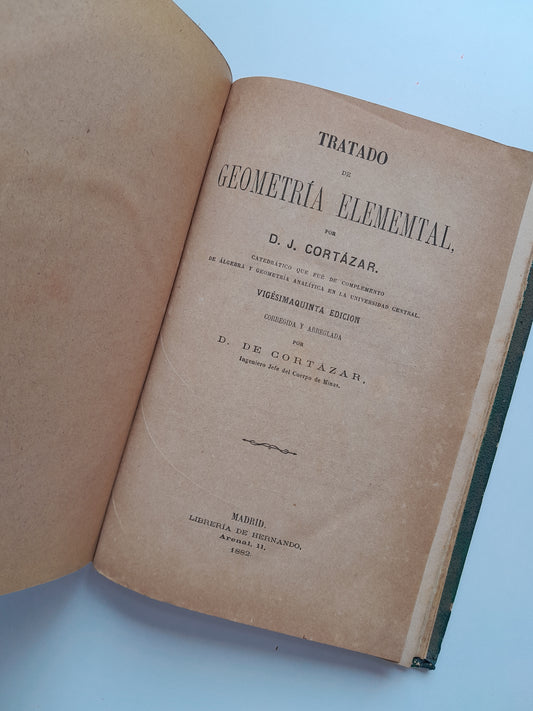 TRATADO
DE
GEOMETRÍA ELEMEMTAL,
POR
D. J. CORTÁZAR.
CATEDRÁTICO QUE FUÉ DE COMPLEMENTO
DE ÁLGEBRA Y GEOMETRÍA ANALÍTICA EN LA UNIVERSIDAD CENTRAL.
VIGÉSIMAQUINTA EDICION
CORREGIDA Y ARREGLADA
POR
D. DE CORTÁZAR,
Ingeniero Jefe del Cuerpo de Minas.
MADRID.
LIBRERÍA DE HERNANDO,
Arenal, 11.
1882.